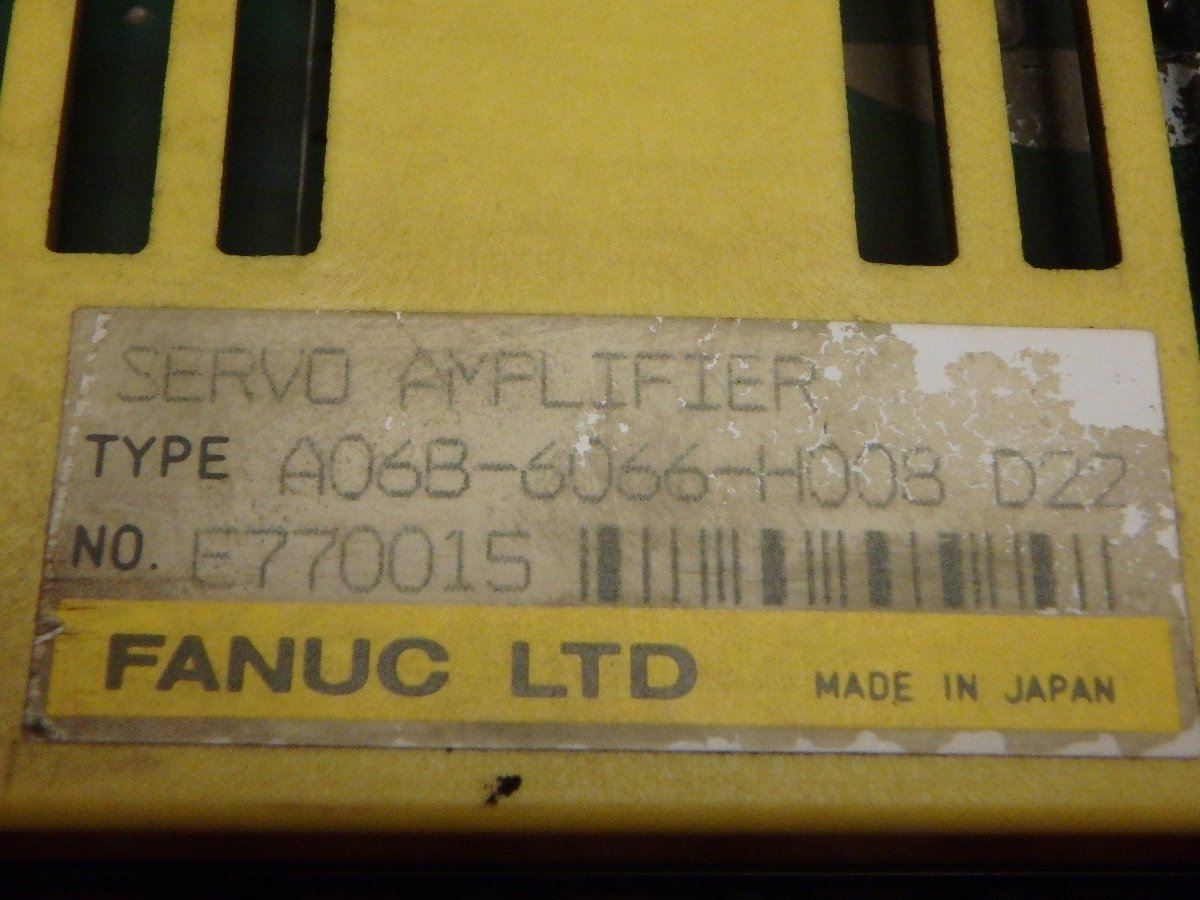 SERVO AMPLIFIER
TYPE A06B-6066-H008 D22
NO. E770015
FANUC LTD MADE IN JAPAN